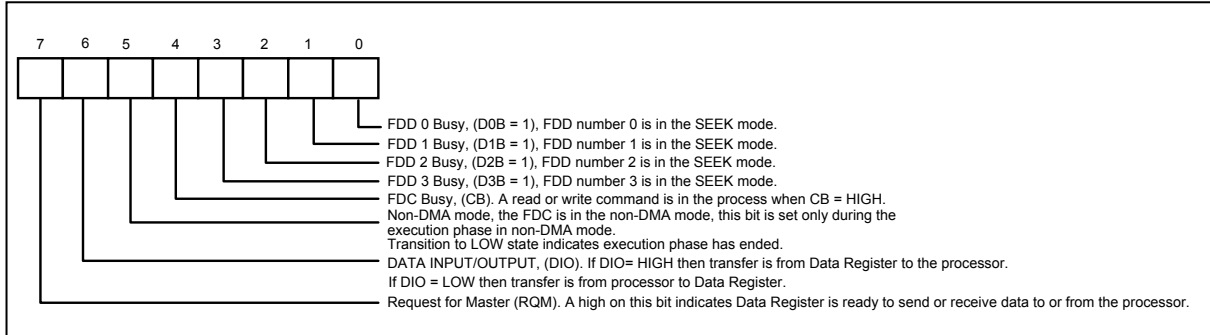 7 6 5 4 3 2 1 0
FDD 0 Busy, (D0B = 1), FDD number 0 is in the SEEK mode.
FDD 1 Busy, (D1B = 1), FDD number 1 is in the SEEK mode.
FDD 2 Busy, (D2B = 1), FDD number 2 is in the SEEK mode.
FDD 3 Busy, (D3B = 1), FDD number 3 is in the SEEK mode.
FDC Busy, (CB). A read or write command is in the process when CB = HIGH.
Non-DMA mode, the FDC is in the non-DMA mode, this bit is set only during the
execution phase in non-DMA mode.
Transition to LOW state indicates execution phase has ended.
DATA INPUT/OUTPUT, (DIO). If DIO= HIGH then transfer is from Data Register to the processor.
If DIO = LOW then transfer is from processor to Data Register.
Request for Master (RQM). A high on this bit indicates Data Register is ready to send or receive data to or from the processor.